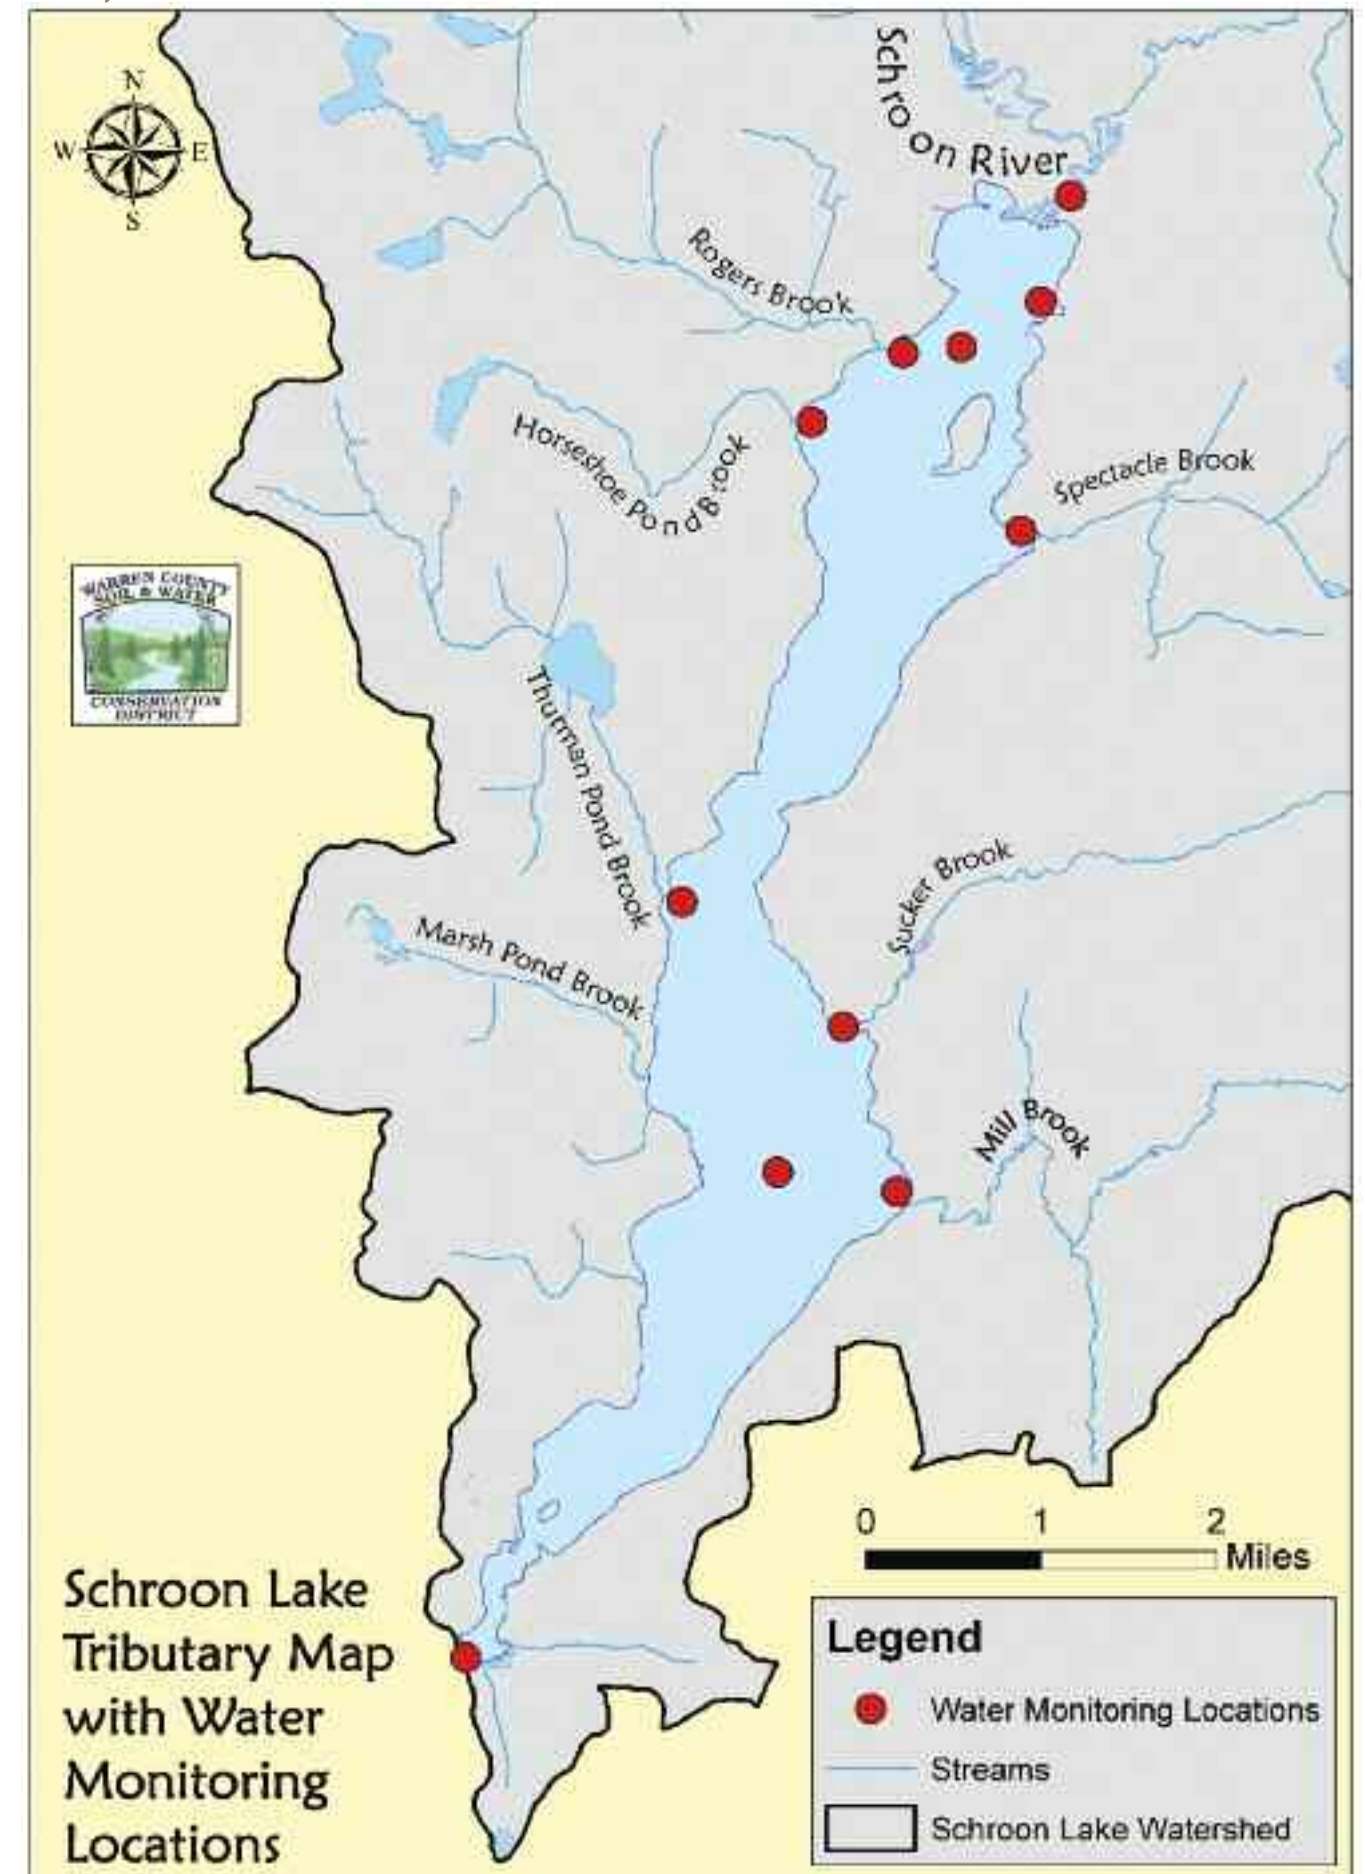 N
W E
S
Schroon River
Rogers Brook
Horseshoe Pond Brook
Spectacle Brook
WARREN COUNTY
SOIL & WATER
CONSERVATION
DISTRICT
Thurman Pond Brook
Sucker Brook
Marsh Pond Brook
Mill Brook
0 1 2
Miles
Schroon Lake
Tributary Map
with Water
Monitoring
Locations
Legend
Water Monitoring Locations
Streams
Schroon Lake Watershed